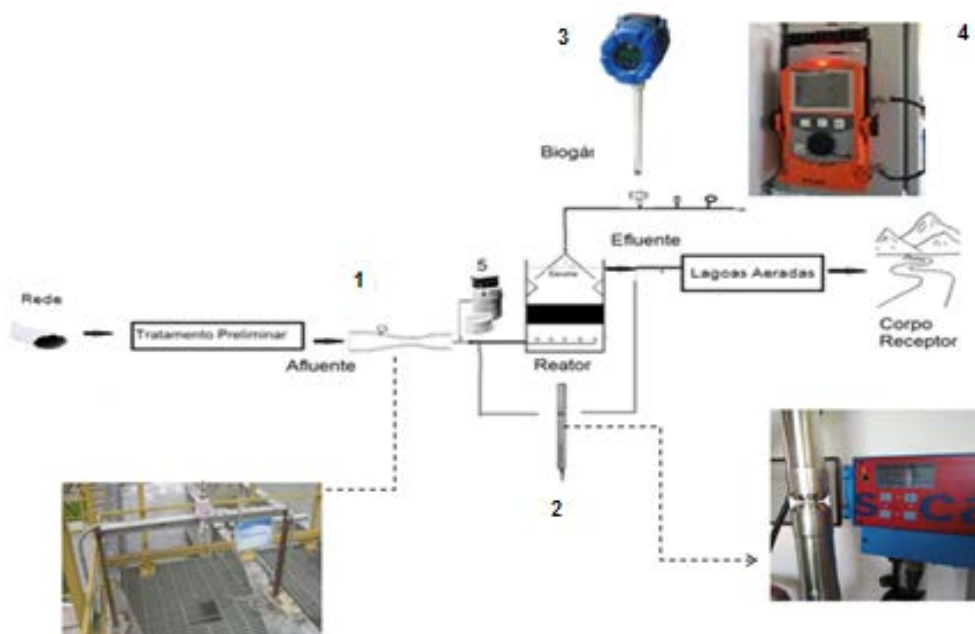 3
4
Biogás
Efluente
1
5
Lagoas Aeradas
Rede
Tratamento Preliminar
Afluente
Reator
Corpo
Receptor
2